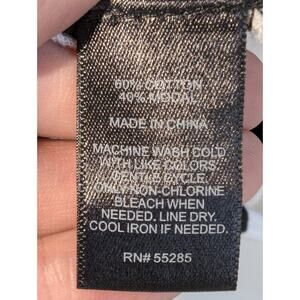 60% COTTON
40% MODAL
MADE IN CHINA
MACHINE WASH COLD
WITH LIKE COLORS
GENTLE CYCLE.
ONLY NON-CHLORINE
BLEACH WHEN
NEEDED. LINE DRY.
COOL IRON IF NEEDED.
RN# 55285